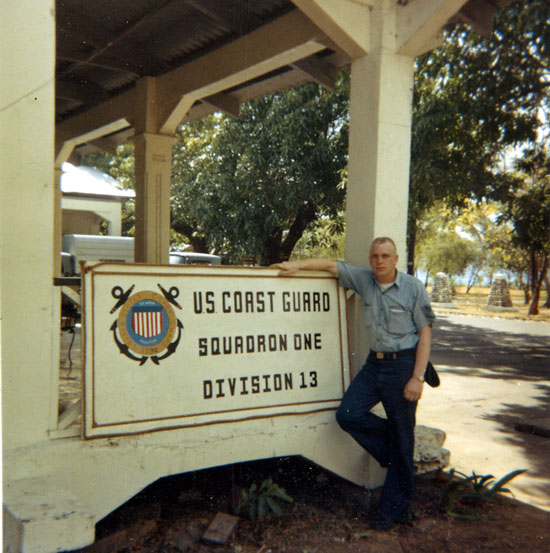 U.S. COAST GUARD
SQUADRON ONE
DIVISION 13